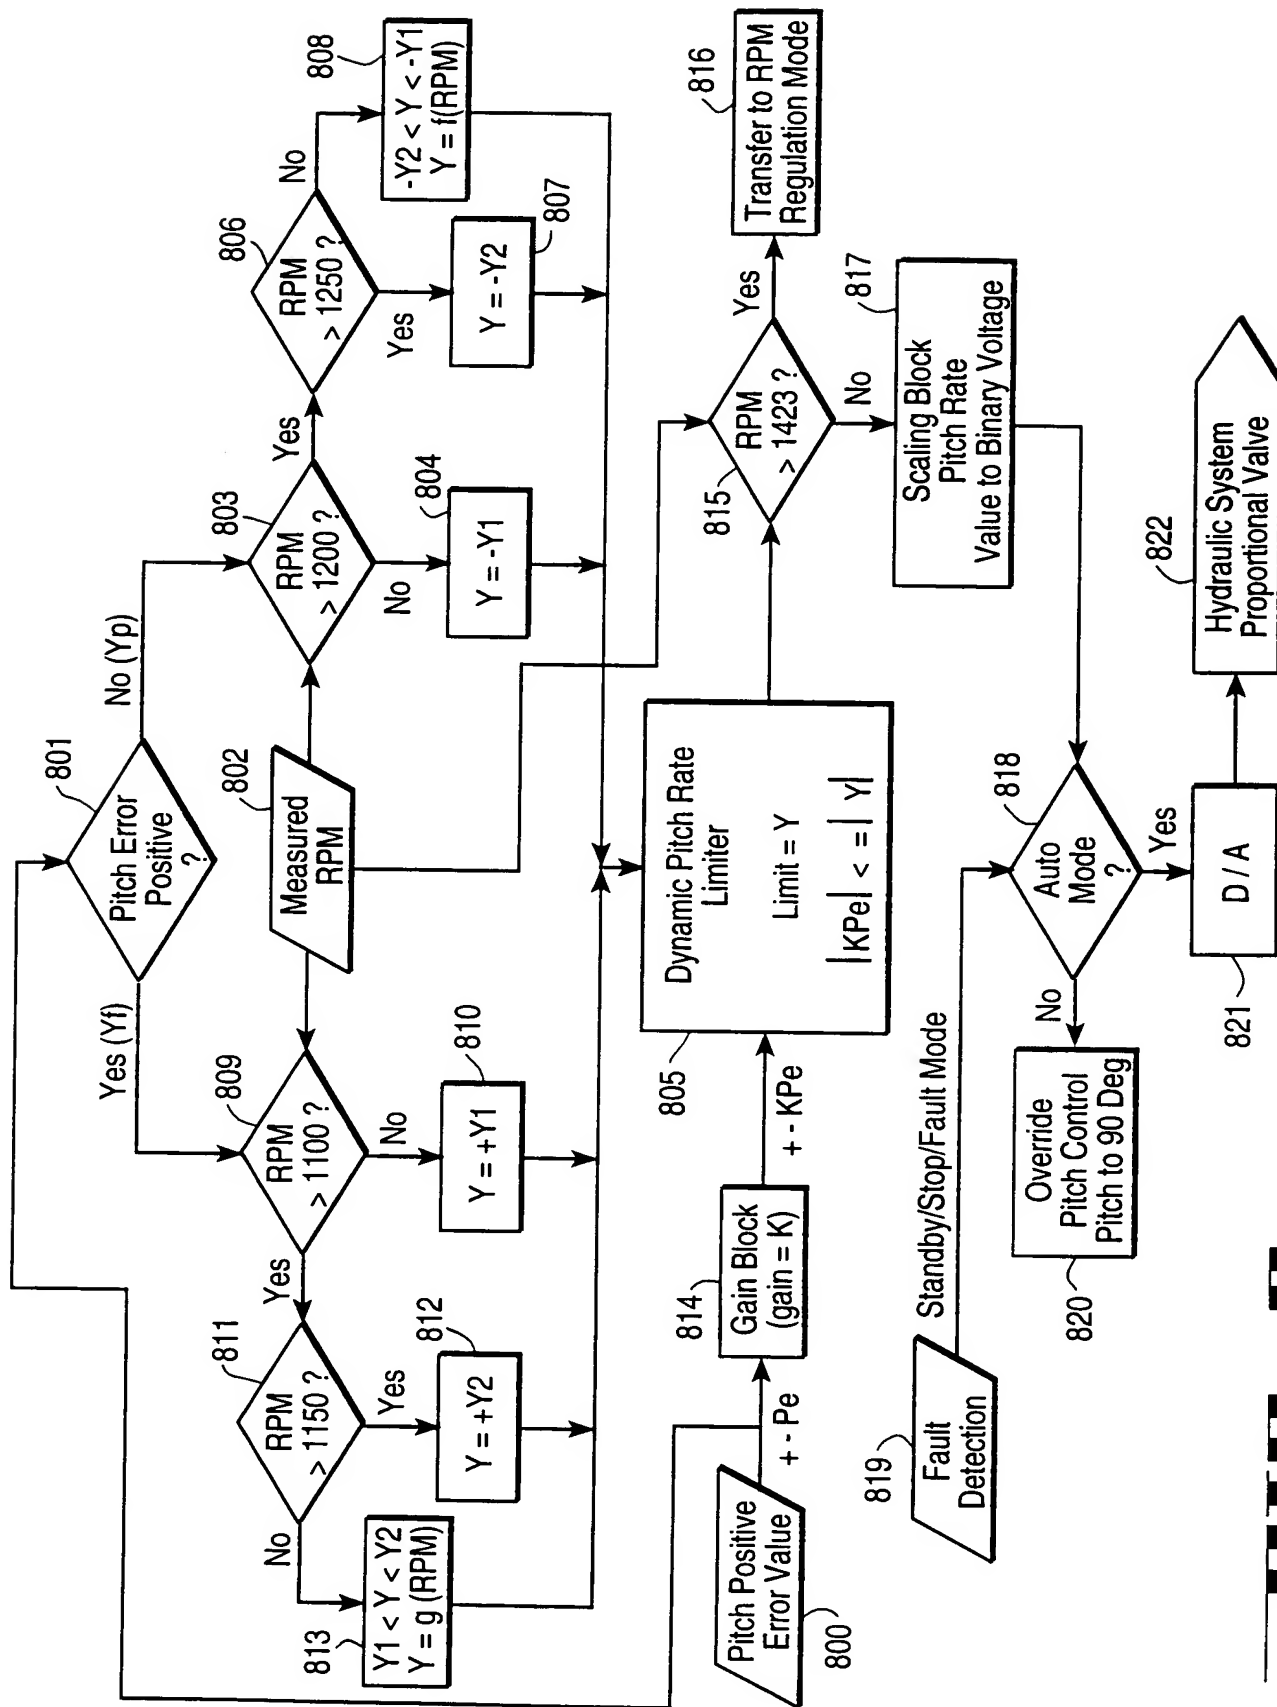 801
Pitch Error
Positive
?
Yes (Yf)
No (Yp)
802
Measured
RPM
803
RPM
> 1200 ?
Yes
No
804
Y = -Y1
806
RPM
> 1250 ?
Yes
No
807
Y = -Y2
808
-Y2 < Y < -Y1
Y = f(RPM)
809
RPM
> 1100 ?
Yes
No
810
Y = +Y1
811
RPM
> 1150 ?
No
Yes
812
Y = +Y2
813
Y1 < Y < Y2
Y = g (RPM)
800
Pitch Positive
Error Value
+ - Pe
814
Gain Block
(gain = K)
+ - KPe
805
Dynamic Pitch Rate
Limiter
Limit = Y
|KPe| < = | Y|
815
RPM
> 1423 ?
Yes
No
816
Transfer to RPM
Regulation Mode
817
Scaling Block
Pitch Rate
Value to Binary Voltage
819
Fault
Detection
Standby/Stop/Fault Mode
818
Auto
Mode
?
No
Yes
820
Override
Pitch Control
Pitch to 90 Deg
821
D / A
822
Hydraulic System
Proportional Valve